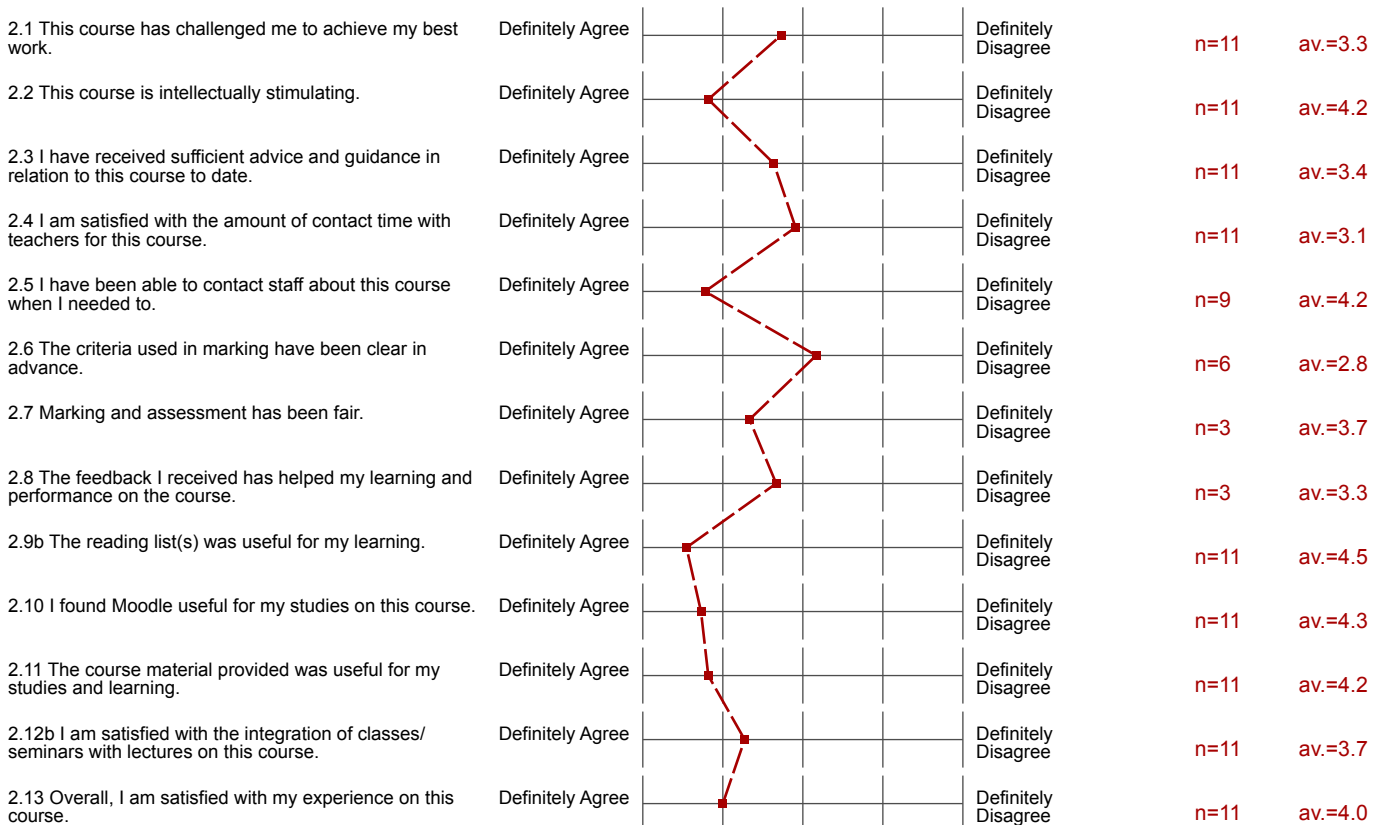 2.1 This course has challenged me to achieve my best
work.
Definitely Agree
Definitely
Disagree
n=11
av.=3.3
2.2 This course is intellectually stimulating.
Definitely Agree
Definitely
Disagree
n=11
av.=4.2
2.3 I have received sufficient advice and guidance in
relation to this course to date.
Definitely Agree
Definitely
Disagree
n=11
av.=3.4
2.4 I am satisfied with the amount of contact time with
teachers for this course.
Definitely Agree
Definitely
Disagree
n=11
av.=3.1
2.5 I have been able to contact staff about this course
when I needed to.
Definitely Agree
Definitely
Disagree
n=9
av.=4.2
2.6 The criteria used in marking have been clear in
advance.
Definitely Agree
Definitely
Disagree
n=6
av.=2.8
2.7 Marking and assessment has been fair.
Definitely Agree
Definitely
Disagree
n=3
av.=3.7
2.8 The feedback I received has helped my learning and
performance on the course.
Definitely Agree
Definitely
Disagree
n=3
av.=3.3
2.9b The reading list(s) was useful for my learning.
Definitely Agree
Definitely
Disagree
n=11
av.=4.5
2.10 I found Moodle useful for my studies on this course.
Definitely Agree
Definitely
Disagree
n=11
av.=4.3
2.11 The course material provided was useful for my
studies and learning.
Definitely Agree
Definitely
Disagree
n=11
av.=4.2
2.12b I am satisfied with the integration of classes/
seminars with lectures on this course.
Definitely Agree
Definitely
Disagree
n=11
av.=3.7
2.13 Overall, I am satisfied with my experience on this
course.
Definitely Agree
Definitely
Disagree
n=11
av.=4.0